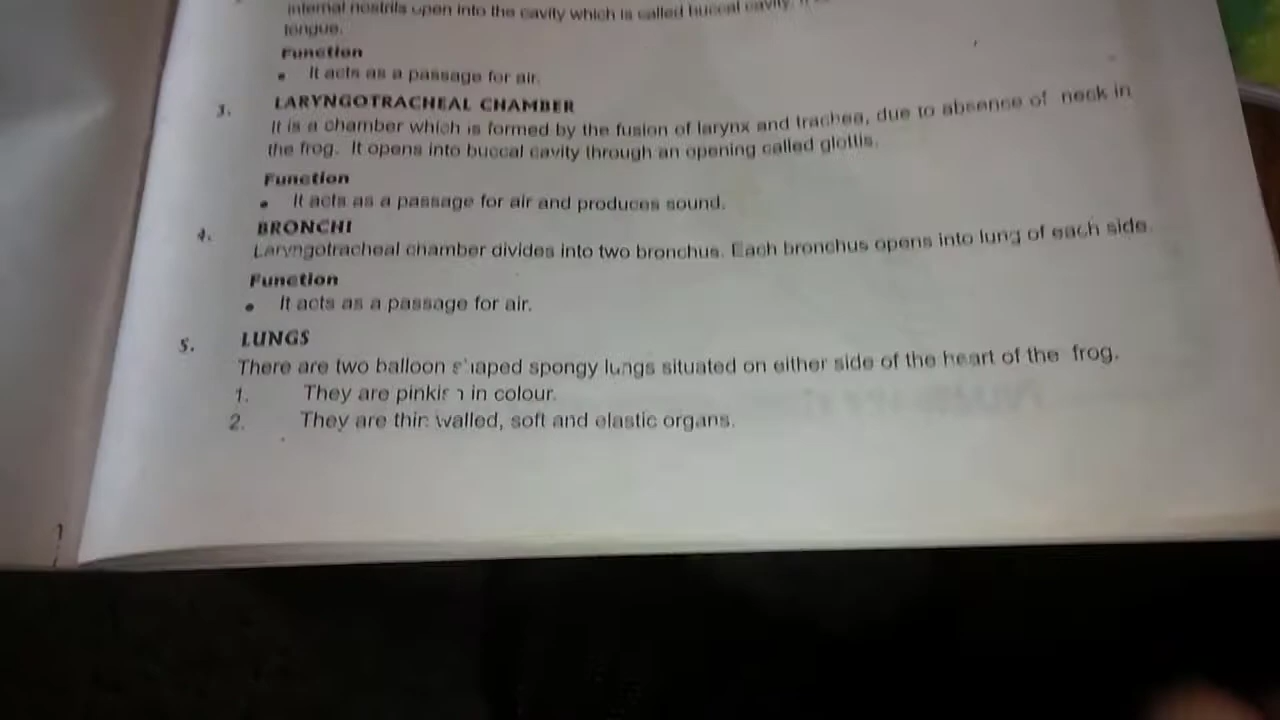 internal nostrils open into the cavity which is called buccal cavity.
tongue.
Function
• It acts as a passage for air.
3. LARYNGOTRACHEAL CHAMBER
It is a chamber which is formed by the fusion of larynx and trachea, due to absence of neck in
the frog. It opens into buccal cavity through an opening called glottis.
Function
• It acts as a passage for air and produces sound.
4. BRONCHI
Laryngotracheal chamber divides into two bronchus. Each bronchus opens into lung of each side.
Function
• It acts as a passage for air.
5. LUNGS
There are two balloon shaped spongy lungs situated on either side of the heart of the frog.
1. They are pinkish in colour.
2. They are thin walled, soft and elastic organs.